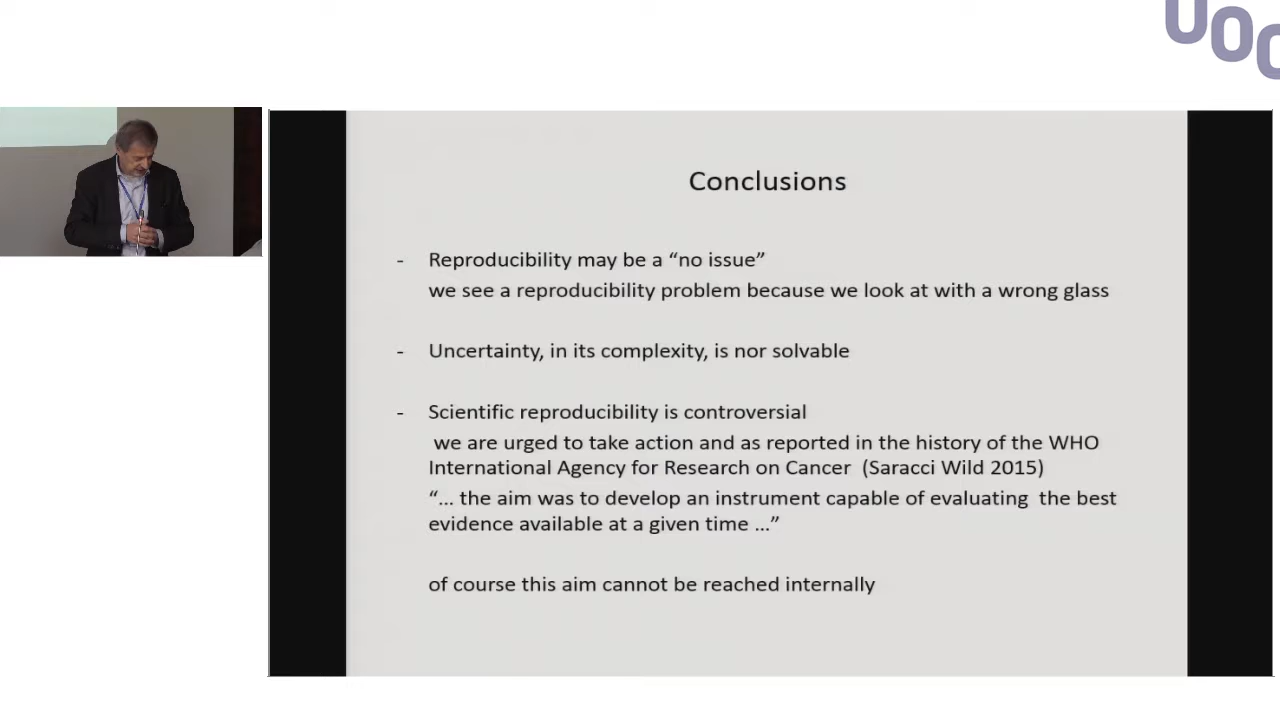 UOC
Conclusions
- Reproducibility may be a “no issue”
we see a reproducibility problem because we look at with a wrong glass
- Uncertainty, in its complexity, is nor solvable
- Scientific reproducibility is controversial
we are urged to take action and as reported in the history of the WHO
International Agency for Research on Cancer (Saracci Wild 2015)
“... the aim was to develop an instrument capable of evaluating the best
evidence available at a given time ...”
of course this aim cannot be reached internally